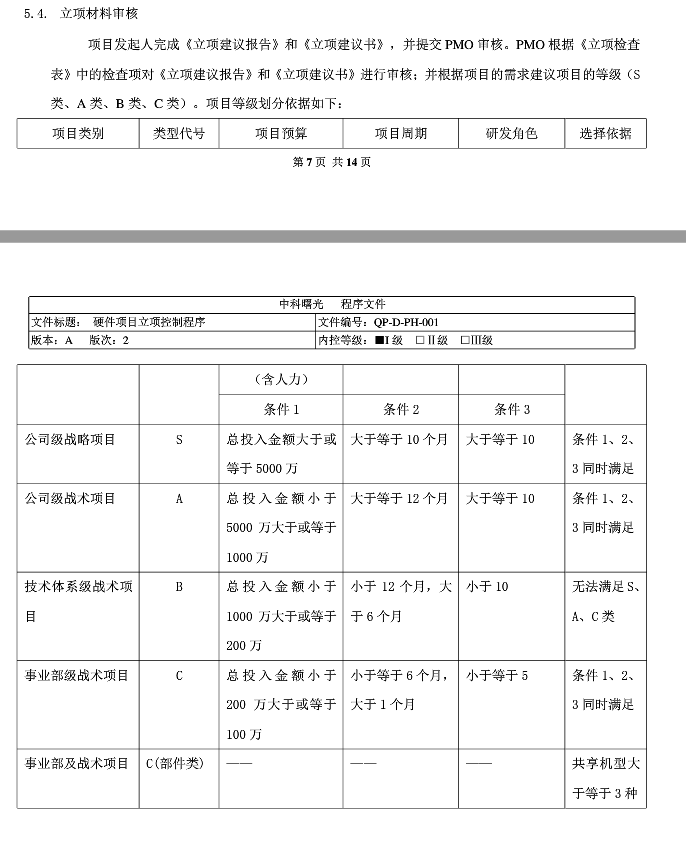 5.4. 立项材料审核
项目发起人完成《立项建议报告》和《立项建议书》，并提交 PMO 审核。PMO 根据《立项检查
表》中的检查项对《立项建议报告》和《立项建议书》进行审核；并根据项目的需求建议项目的等级（S
类、A 类、B 类、C 类）。项目等级划分依据如下：
项目类别 类型代号 项目预算 项目周期 研发角色 选择依据
第 7 页 共 14 页
中科曙光 程序文件
文件标题： 硬件项目立项控制程序 文件编号：QP-D-PH-001
版本：A 版次：2 内控等级：■I 级 □Ⅱ级 □Ⅲ级
（含人力）
条件 1 条件 2 条件 3
公司级战略项目 S 总投入金额大于或 大于等于 10 个月 大于等于 10 条件 1、2、
等于 5000 万 3 同时满足
公司级战术项目 A 总投入金额小于 大于等于 12 个月 大于等于 10 条件 1、2、
5000 万大于或等于 3 同时满足
1000 万
技术体系级战术项 B 总投入金额小于 小于 12 个月，大 小于 10 无法满足 S、
目 1000 万大于或等于 于 6 个月 A、C 类
200 万
事业部级战术项目 C 总投入金额小于 小于等于 6 个月， 小于等于 5 条件 1、2、
200 万大于或等于 大于 1 个月 3 同时满足
100 万
事业部及战术项目 C(部件类) —— —— —— 共享机型大
于等于 3 种